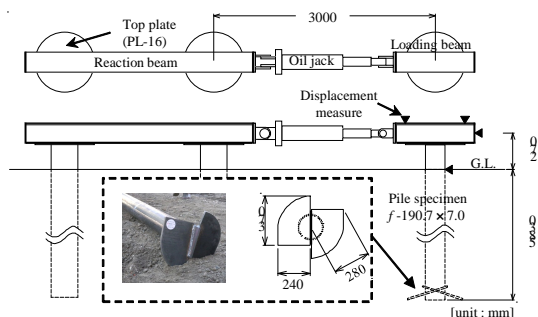 3000
Top plate
(PL-16)
Loading beam
Reaction beam
Oil jack
Displacement
measure
G.L.
Pile specimen
f -190.7 × 7.0
240
280
[unit : mm]